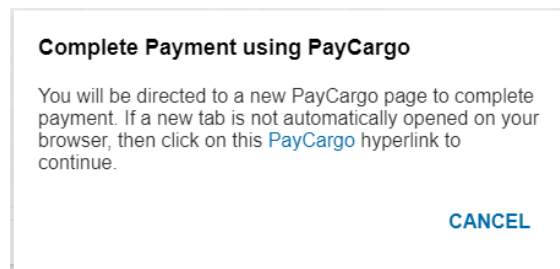 Complete Payment using PayCargo
You will be directed to a new PayCargo page to complete
payment. If a new tab is not automatically opened on your
browser, then click on this PayCargo hyperlink to
continue.
CANCEL